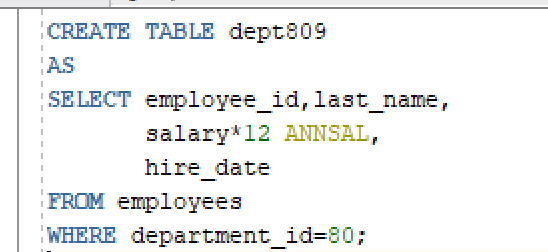 CREATE TABLE dept809
AS
SELECT employee_id,last_name,
salary*12 ANNSAL,
hire_date
FROM employees
WHERE department_id=80;